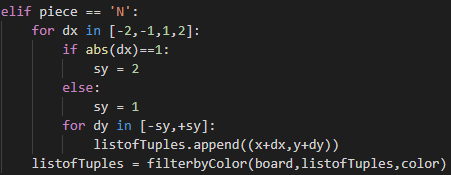 elif piece == 'N':
    for dx in [-2,-1,1,2]:
        if abs(dx)==1:
            sy = 2
        else:
            sy = 1
        for dy in [-sy,+sy]:
            listofTuples.append((x+dx,y+dy))
    listofTuples = filterbyColor(board,listofTuples,color)